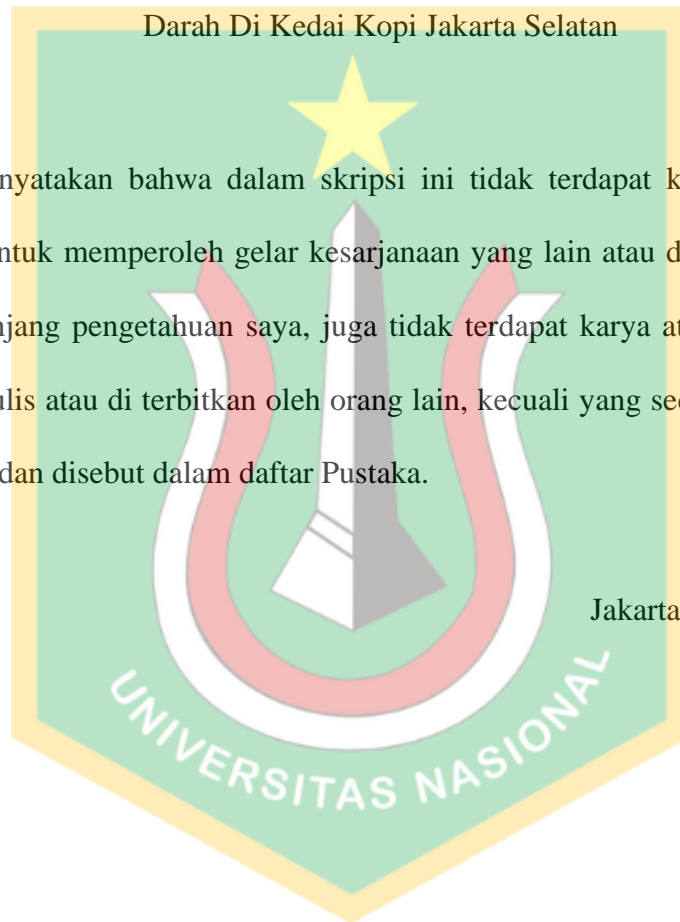 Darah Di Kedai Kopi Jakarta Selatan
nyatakan bahwa dalam skripsi ini tidak terdapat k
ntuk memperoleh gelar kesarjanaan yang lain atau d
njang pengetahuan saya, juga tidak terdapat karya at
ulis atau di terbitkan oleh orang lain, kecuali yang sec
dan disebut dalam daftar Pustaka.
Jakarta
UNIVERSITAS NASIONAL